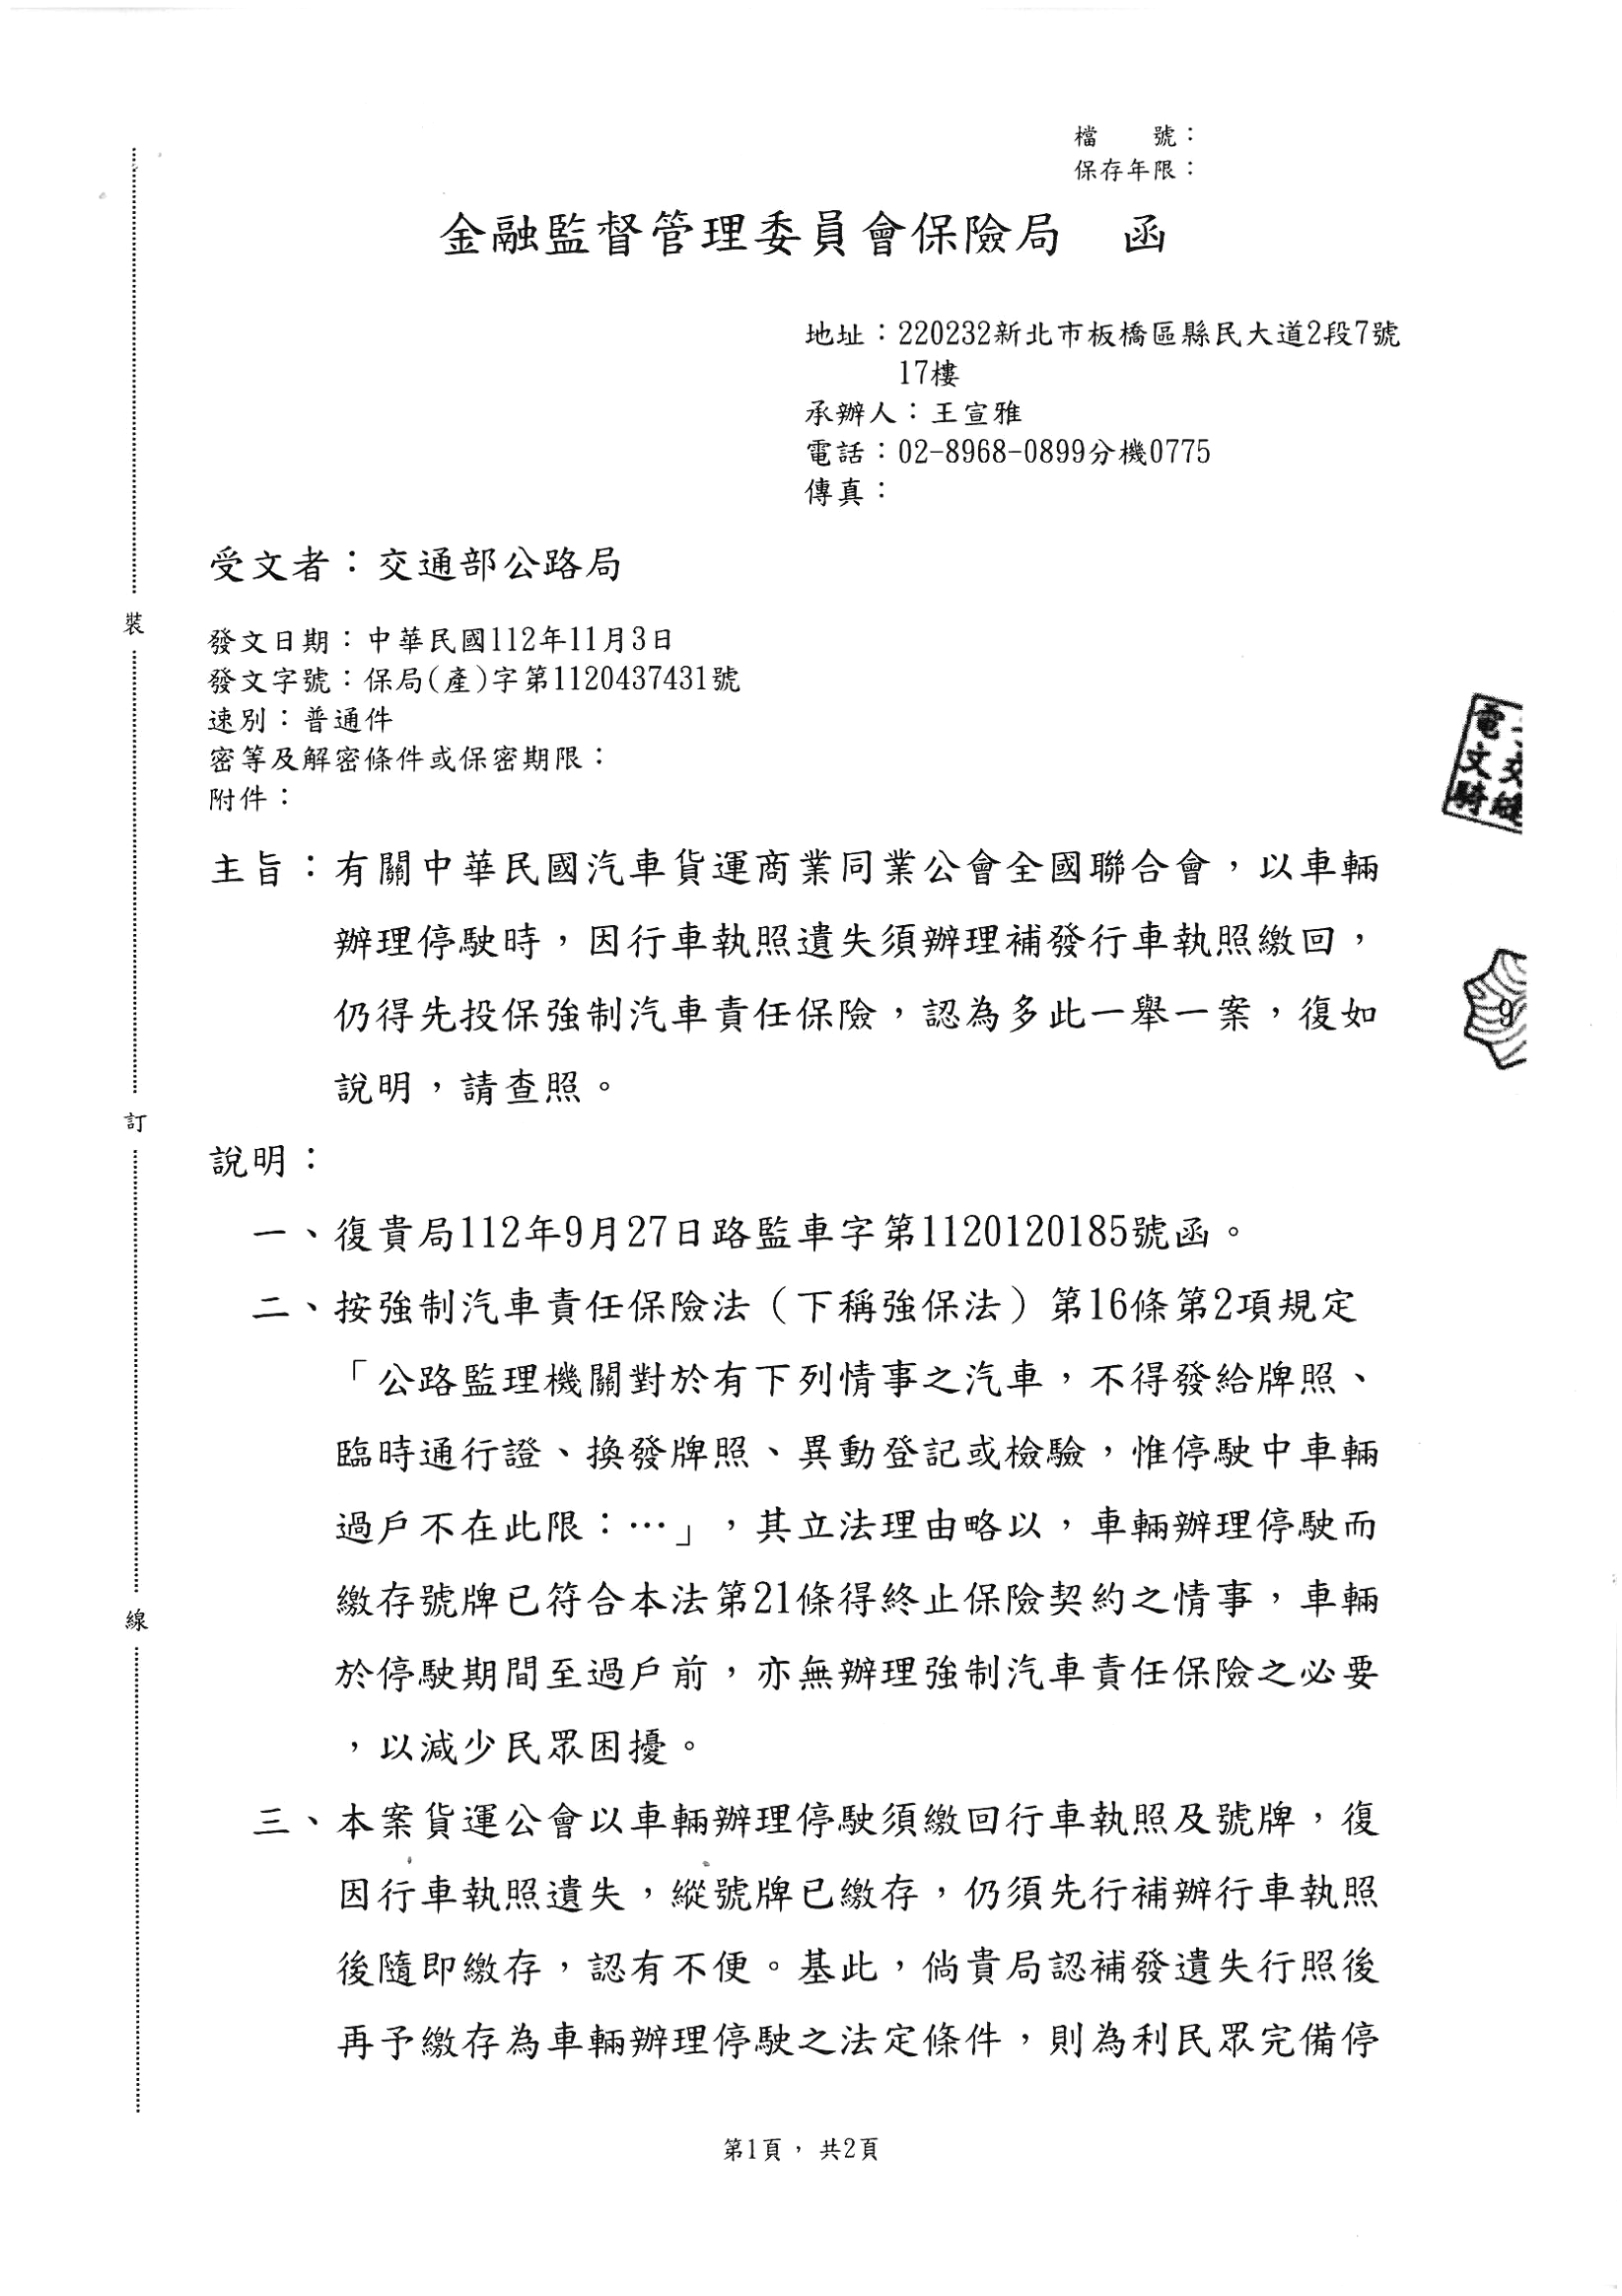 檔　　號：
保存年限：
金融監督管理委員會保險局　函
地址：220232新北市板橋區縣民大道2段7號
17樓
承辦人：王宣雅
電話：02-8968-0899分機0775
傳真：
受文者：交通部公路局
發文日期：中華民國112年11月3日
發文字號：保局(產)字第1120437431號
速別：普通件
密等及解密條件或保密期限：
附件：
主旨：有關中華民國汽車貨運商業同業公會全國聯合會，以車輛
辦理停駛時，因行車執照遺失須辦理補發行車執照繳回，
仍得先投保強制汽車責任保險，認為多此一舉一案，復如
說明，請查照。
說明：
一、復貴局112年9月27日路監車字第1120120185號函。
二、按強制汽車責任保險法（下稱強保法）第16條第2項規定
「公路監理機關對於有下列情事之汽車，不得發給牌照、
臨時通行證、換發牌照、異動登記或檢驗，惟停駛中車輛
過戶不在此限：…」，其立法理由略以，車輛辦理停駛而
繳存號牌已符合本法第21條得終止保險契約之情事，車輛
於停駛期間至過戶前，亦無辦理強制汽車責任保險之必要
，以減少民眾困擾。
三、本案貨運公會以車輛辦理停駛須繳回行車執照及號牌，復
因行車執照遺失，縱號牌已繳存，仍須先行補辦行車執照
後隨即繳存，認有不便。基此，倘貴局認補發遺失行照後
再予繳存為車輛辦理停駛之法定條件，則為利民眾完備停
第1頁，共2頁
裝
訂
線
電
文
騎
交
縫
9